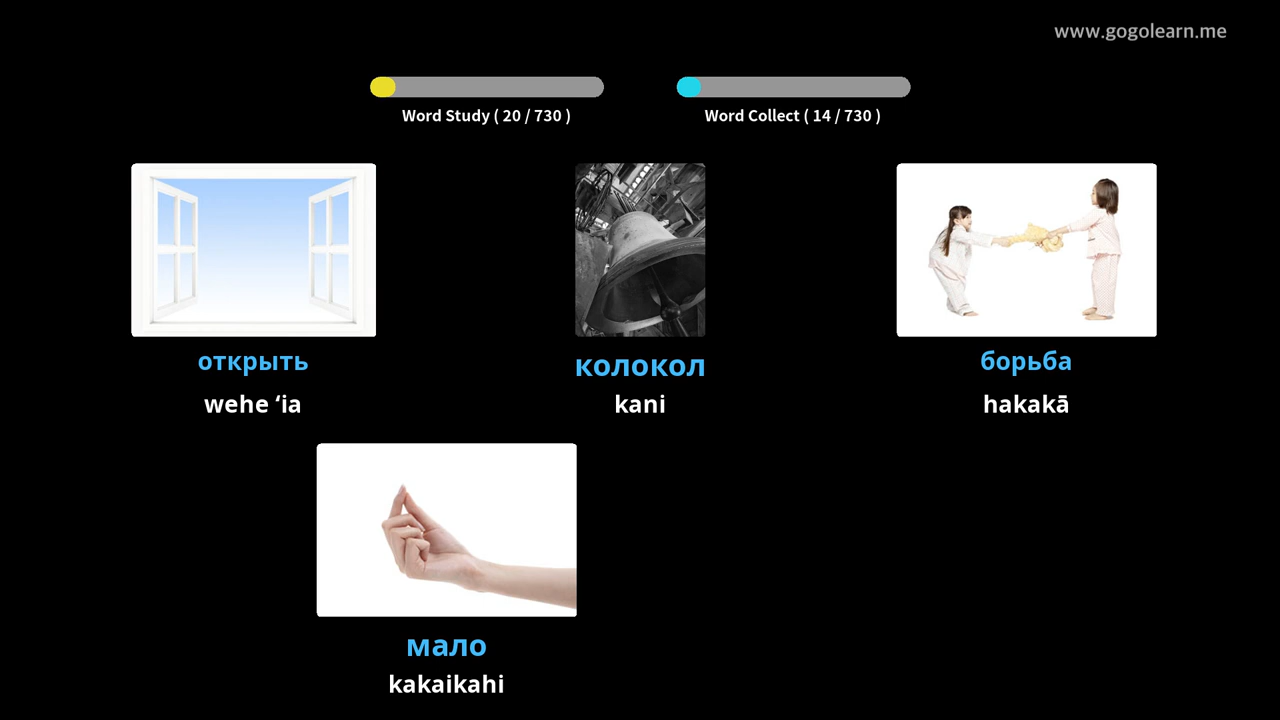 www.gogolearn.me
Word Study ( 20 / 730 )
Word Collect ( 14 / 730 )
открыть
wehe ʻia
колокол
kani
борьба
hakakā
мало
kakaikahi